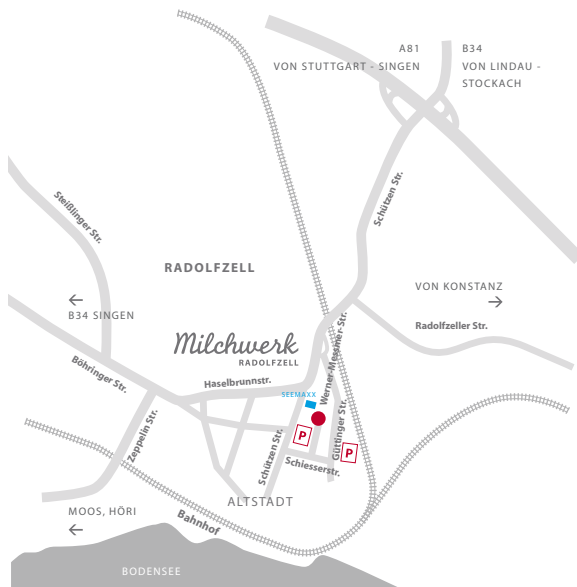 A81
B34
VON STUTTGART - SINGEN
VON LINDAU -
STOCKACH
Steißlinger Str.
Schützen Str.
RADOLFZELL
VON KONSTANZ
B34 SINGEN
Radolfzeller Str.
Milchwerk
RADOLFZELL
Werner-Messmer-Str.
Böhringer Str.
Haselbrunnstr.
SEEMAXX
Zeppelin Str.
Schützen Str.
Güttinger Str.
P
P
Schiesserstr.
ALTSTADT
MOOS, HÖRI
Bahnhof
BODENSEE